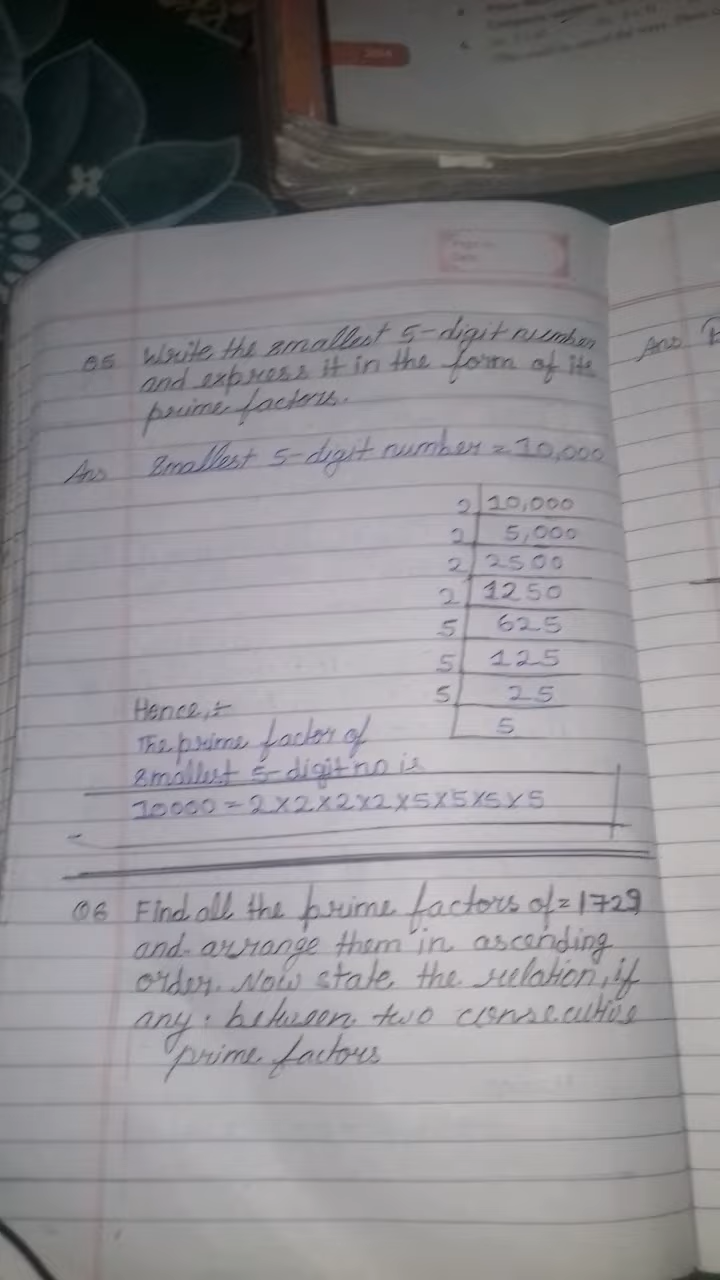 Q5 Write the smallest 5-digit number
and express it in the form of its
prime factors.
Ans
Ans Smallest 5-digit number = 10,000
2 10,000
2 5,000
2 2500
2 1250
5 625
5 125
5 25
5
Hence,
The prime factor of
smallest 5-digit no is
10000 = 2×2×2×2×5×5×5×5
Q6 Find all the prime factors of = 1729
and arrange them in ascending
order. Now state the relation, if
any. between two consecutive
prime factors